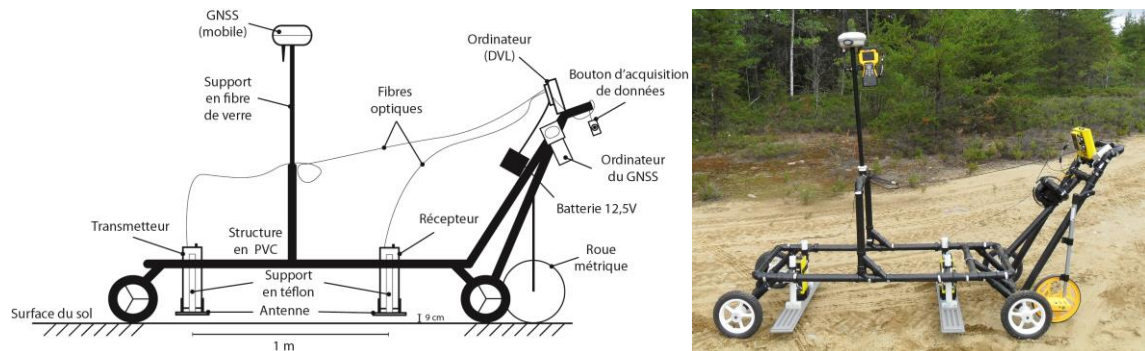 GNSS
(mobile)
Support
en fibre
de verre
Fibres
optiques
Ordinateur
(DVL)
Bouton d'acquisition
de données
Ordinateur
du GNSS
Batterie 12,5V
Transmetteur
Structure
en PVC
Récepteur
Roue
métrique
Support
en téflon
Antenne
Surface du sol
9 cm
1 m